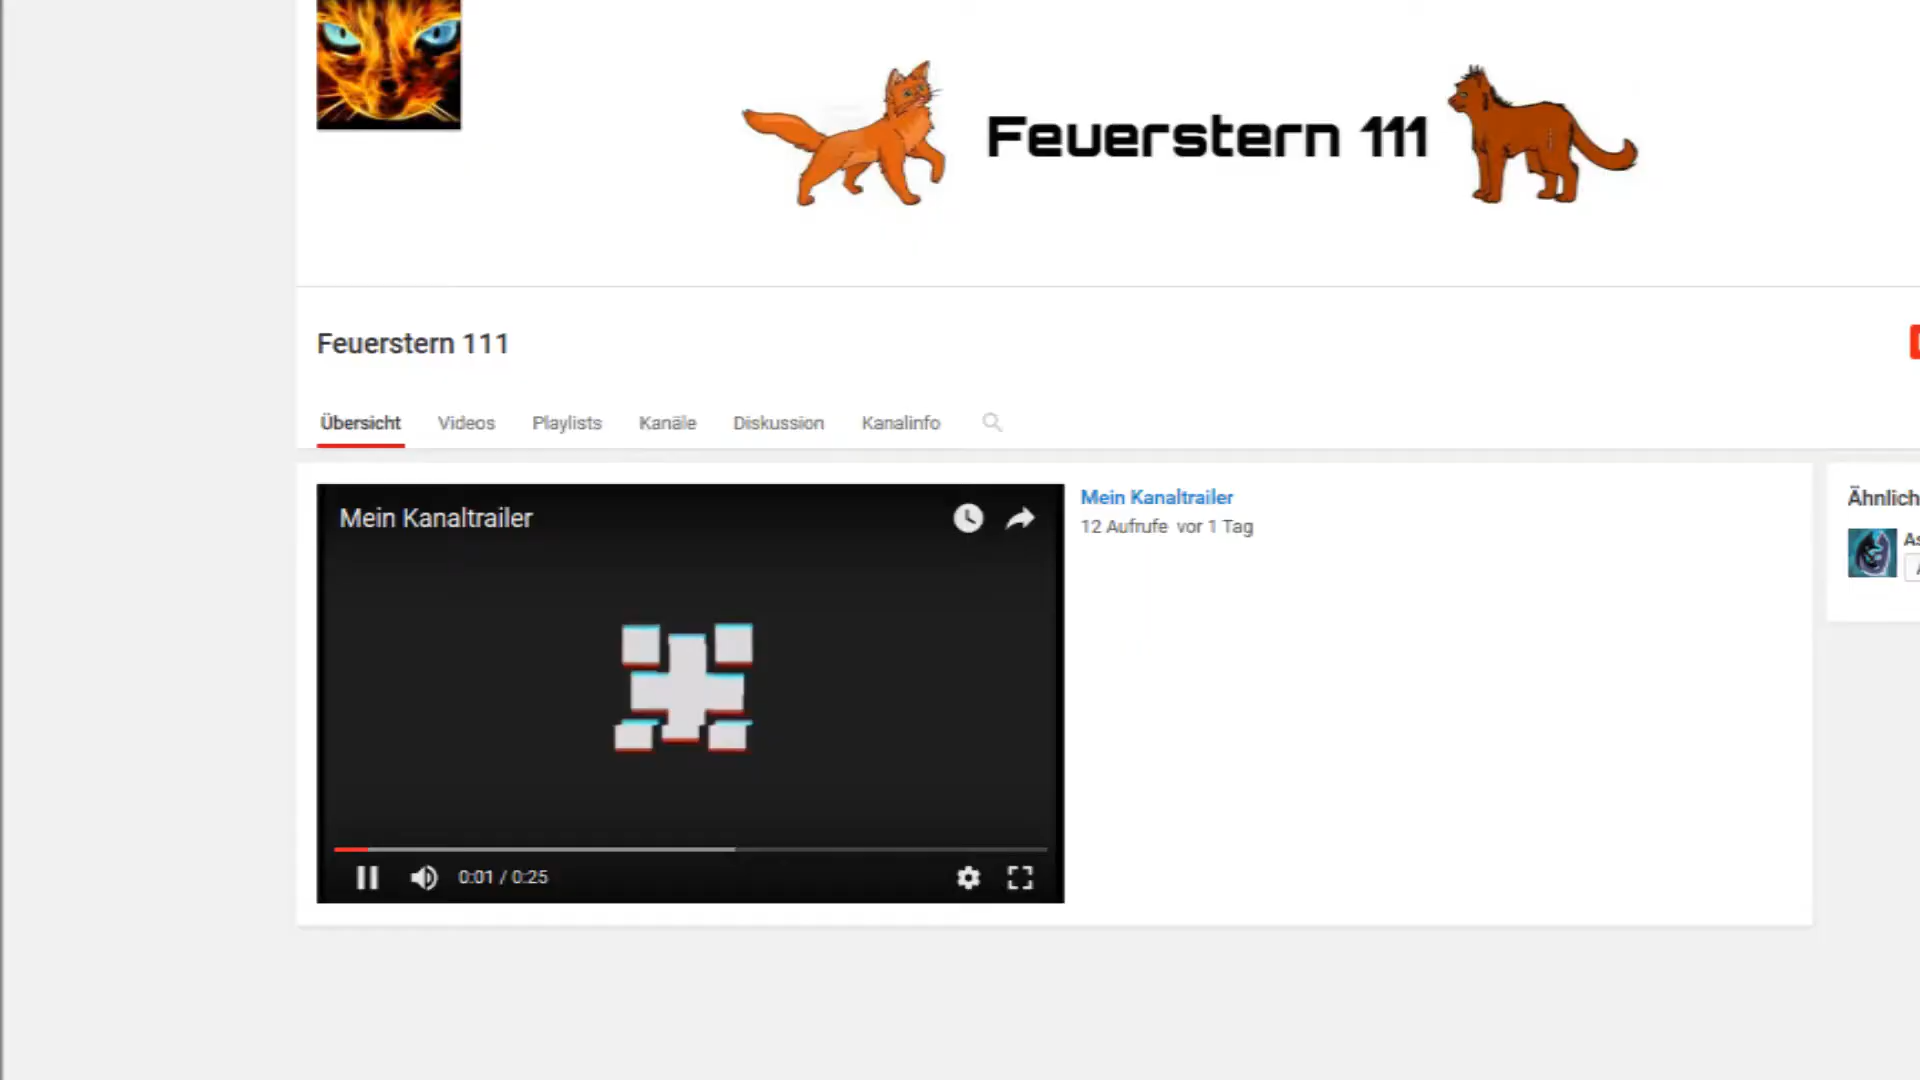 Feuerstern 111
Feuerstern 111
Übersicht Videos Playlists Kanäle Diskussion Kanalinfo
Mein Kanaltrailer
Mein Kanaltrailer
12 Aufrufe vor 1 Tag
0:01 / 0:25
Ähnlich
As